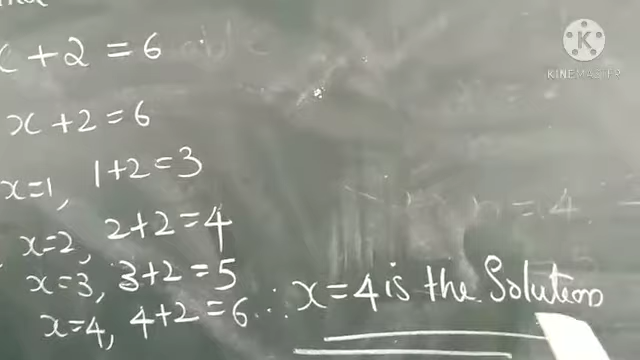 x + 2 = 6
KINEMASTER
x + 2 = 6
x=1, 1+2=3
x=2, 2+2=4
x=3, 3+2=5
x=4, 4+2=6 ∴ x=4 is the Solution